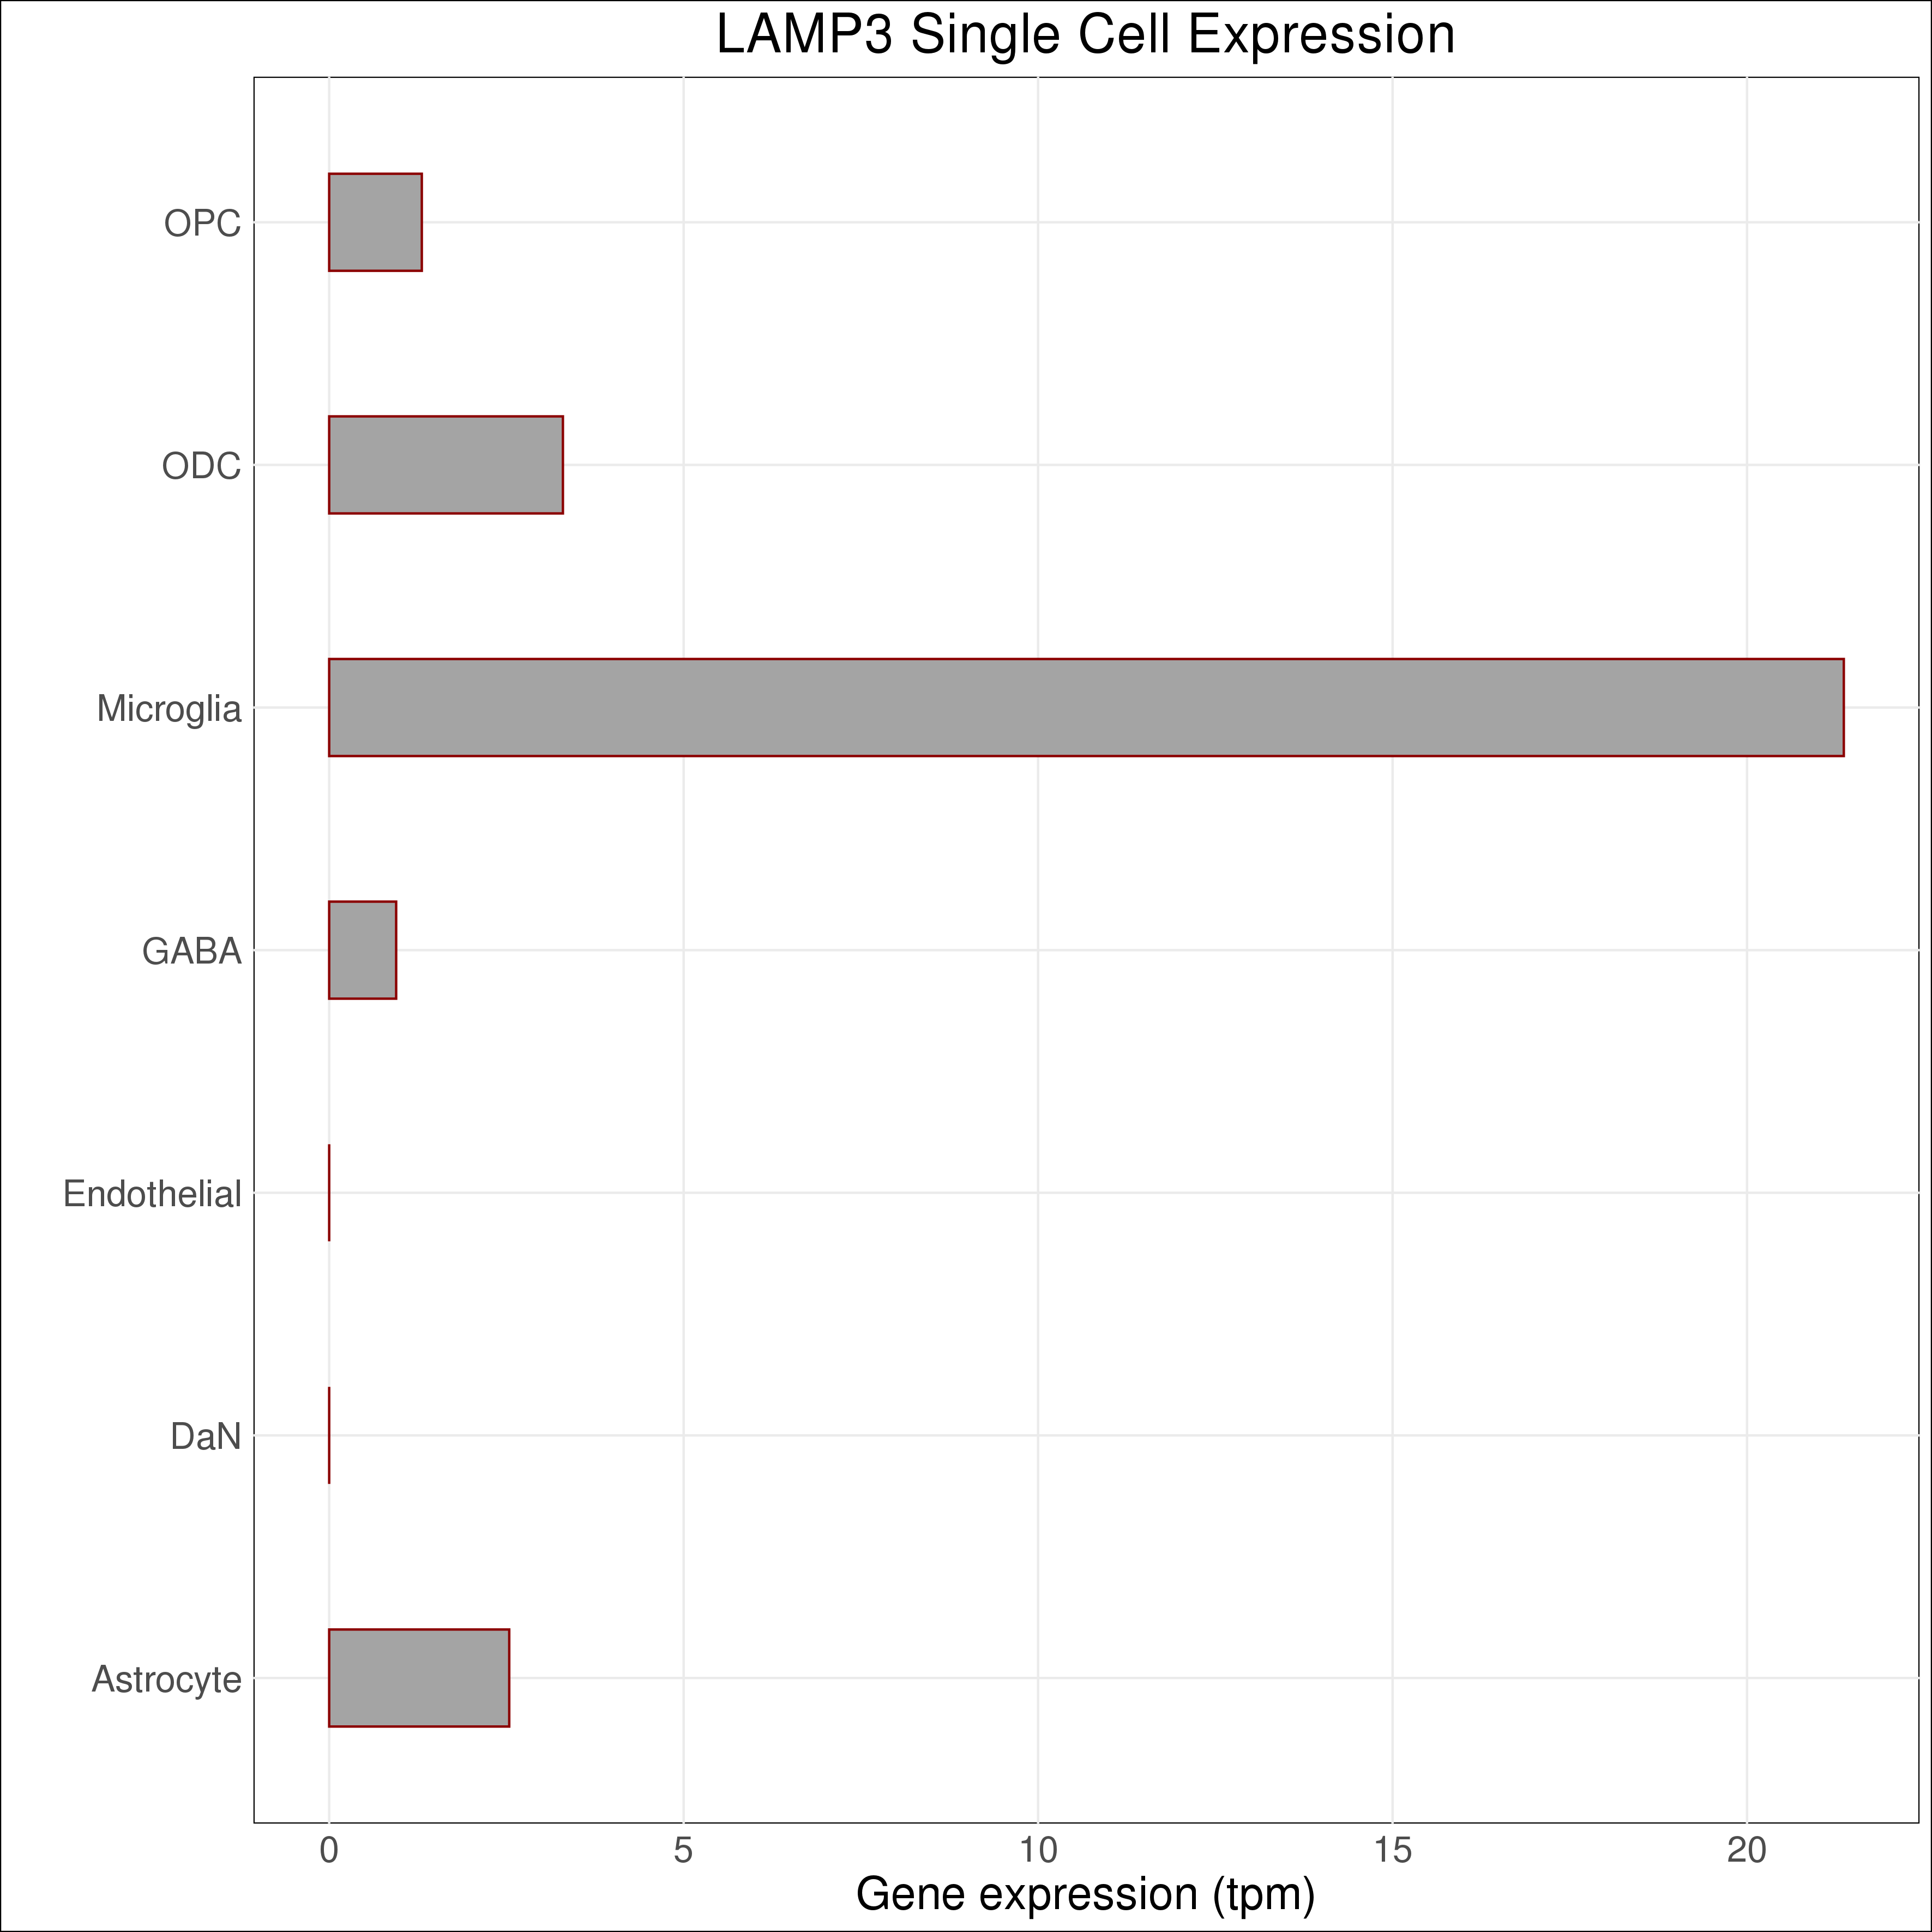 LAMP3 Single Cell Expression
OPC
ODC
Microglia
GABA
Endothelial
DaN
Astrocyte
0 5 10 15 20
Gene expression (tpm)